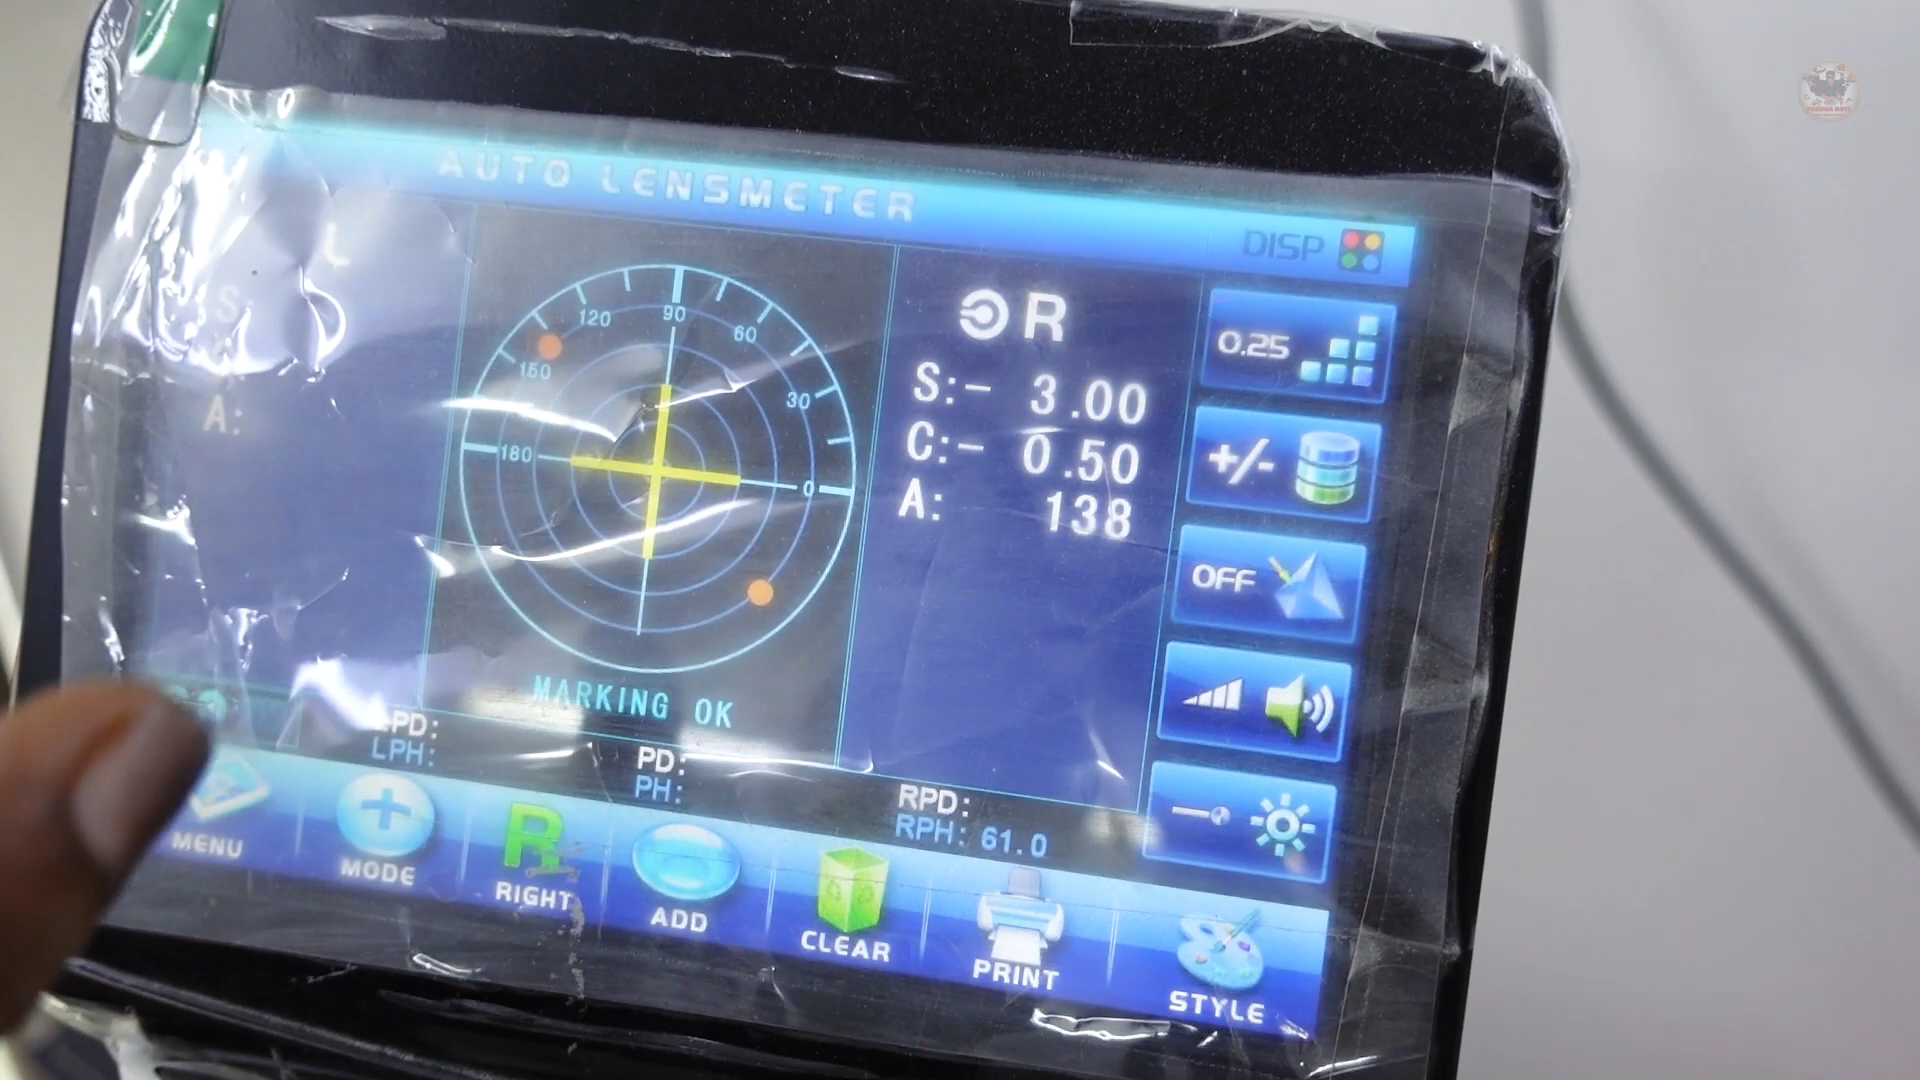 AUTO LENSMETER
DISP
L
S
A:
120
90
60
150
30
180
0
MARKING OK
R
S:- 3.00
C:- 0.50
A: 138
0.25
+/-
OFF
LPD:
LPH:
PD:
PH:
RPD:
RPH: 61.0
MENU
MODE
R
RIGHT
ADD
CLEAR
PRINT
STYLE